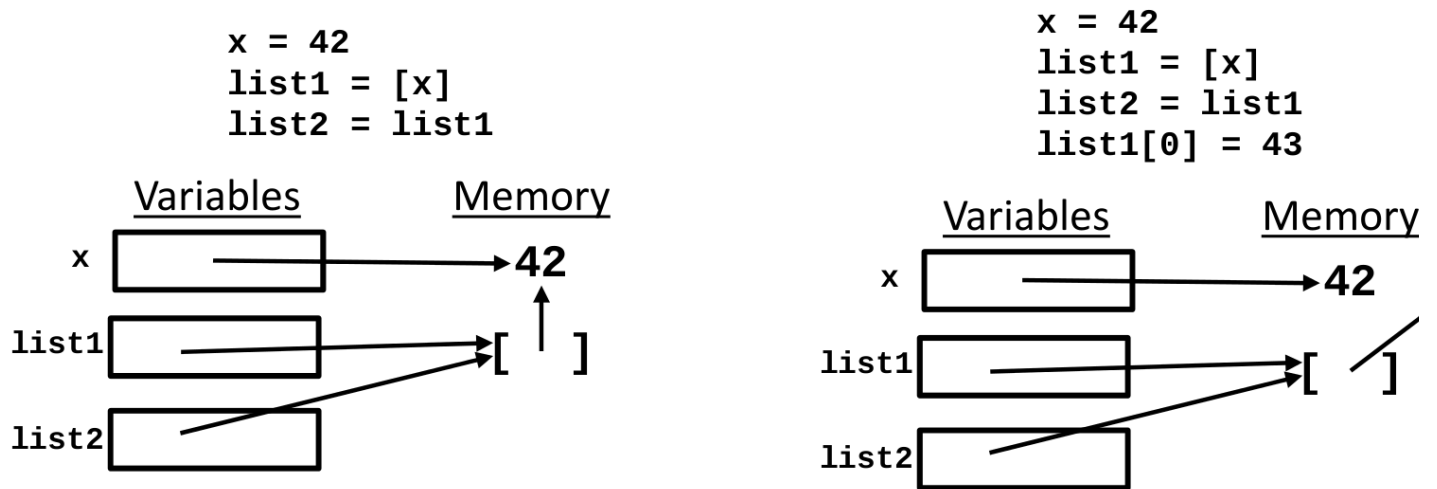 x = 42
list1 = [x]
list2 = list1
Variables Memory
x 42
list1 [ ]
list2
x = 42
list1 = [x]
list2 = list1
list1[0] = 43
Variables Memory
x 42
list1 [ ]
list2